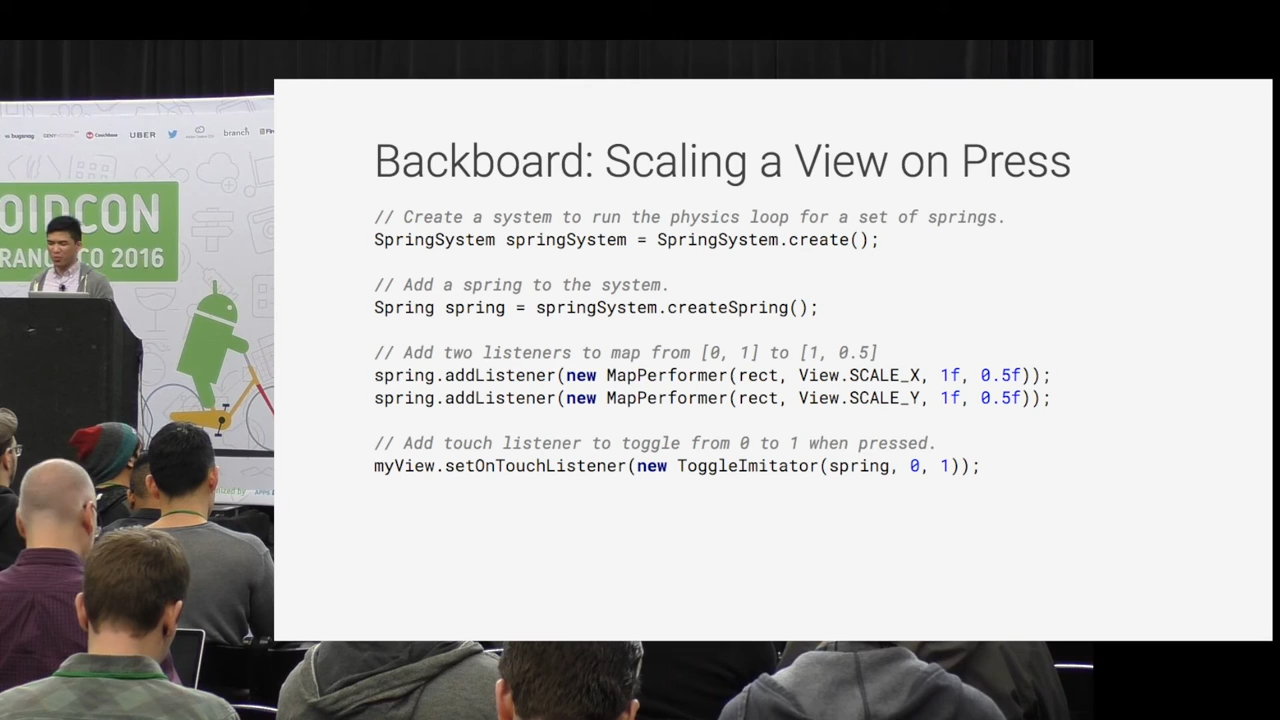 bugsnag
Couchbase
UBER
branch
OIDCON
RANCISCO 2016
Backboard: Scaling a View on Press
// Create a system to run the physics loop for a set of springs.
SpringSystem springSystem = SpringSystem.create();
// Add a spring to the system.
Spring spring = springSystem.createSpring();
// Add two listeners to map from [0, 1] to [1, 0.5]
spring.addListener(new MapPerformer(rect, View.SCALE_X, 1f, 0.5f));
spring.addListener(new MapPerformer(rect, View.SCALE_Y, 1f, 0.5f));
// Add touch listener to toggle from 0 to 1 when pressed.
myView.setOnTouchListener(new ToggleImitator(spring, 0, 1));